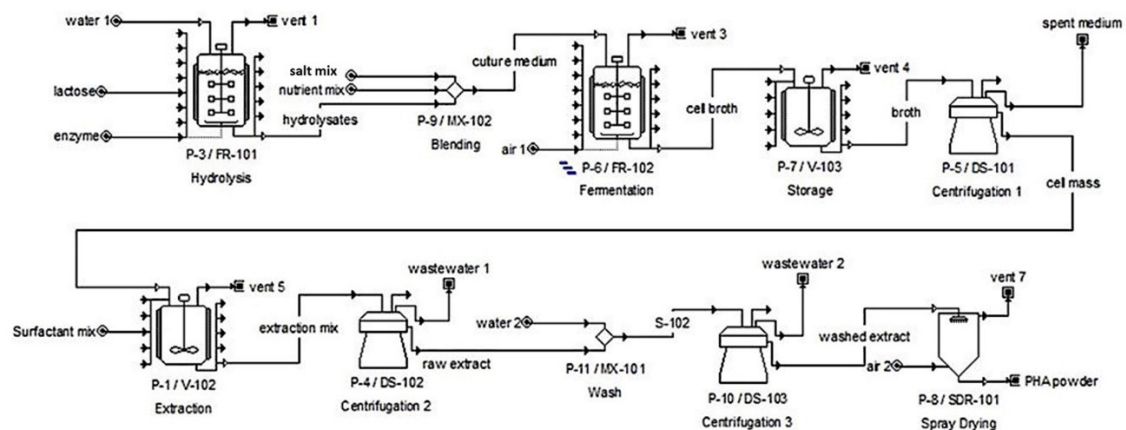 water 1
vent 1
lactose
enzyme
P-3 / FR-101
Hydrolysis
salt mix
nutrient mix
hydrolysates
P-9 / MX-102
Blending
cuture medium
vent 3
air 1
P-6 / FR-102
Fermentation
cell broth
vent 4
P-7 / V-103
Storage
broth
spent medium
P-5 / DS-101
Centrifugation 1
cell mass
Surfactant mix
vent 5
P-1 / V-102
Extraction
extraction mix
wastewater 1
P-4 / DS-102
Centrifugation 2
raw extract
water 2
P-11 / MX-101
Wash
S-102
wastewater 2
P-10 / DS-103
Centrifugation 3
washed extract
air 2
vent 7
PHA powder
P-8 / SDR-101
Spray Drying